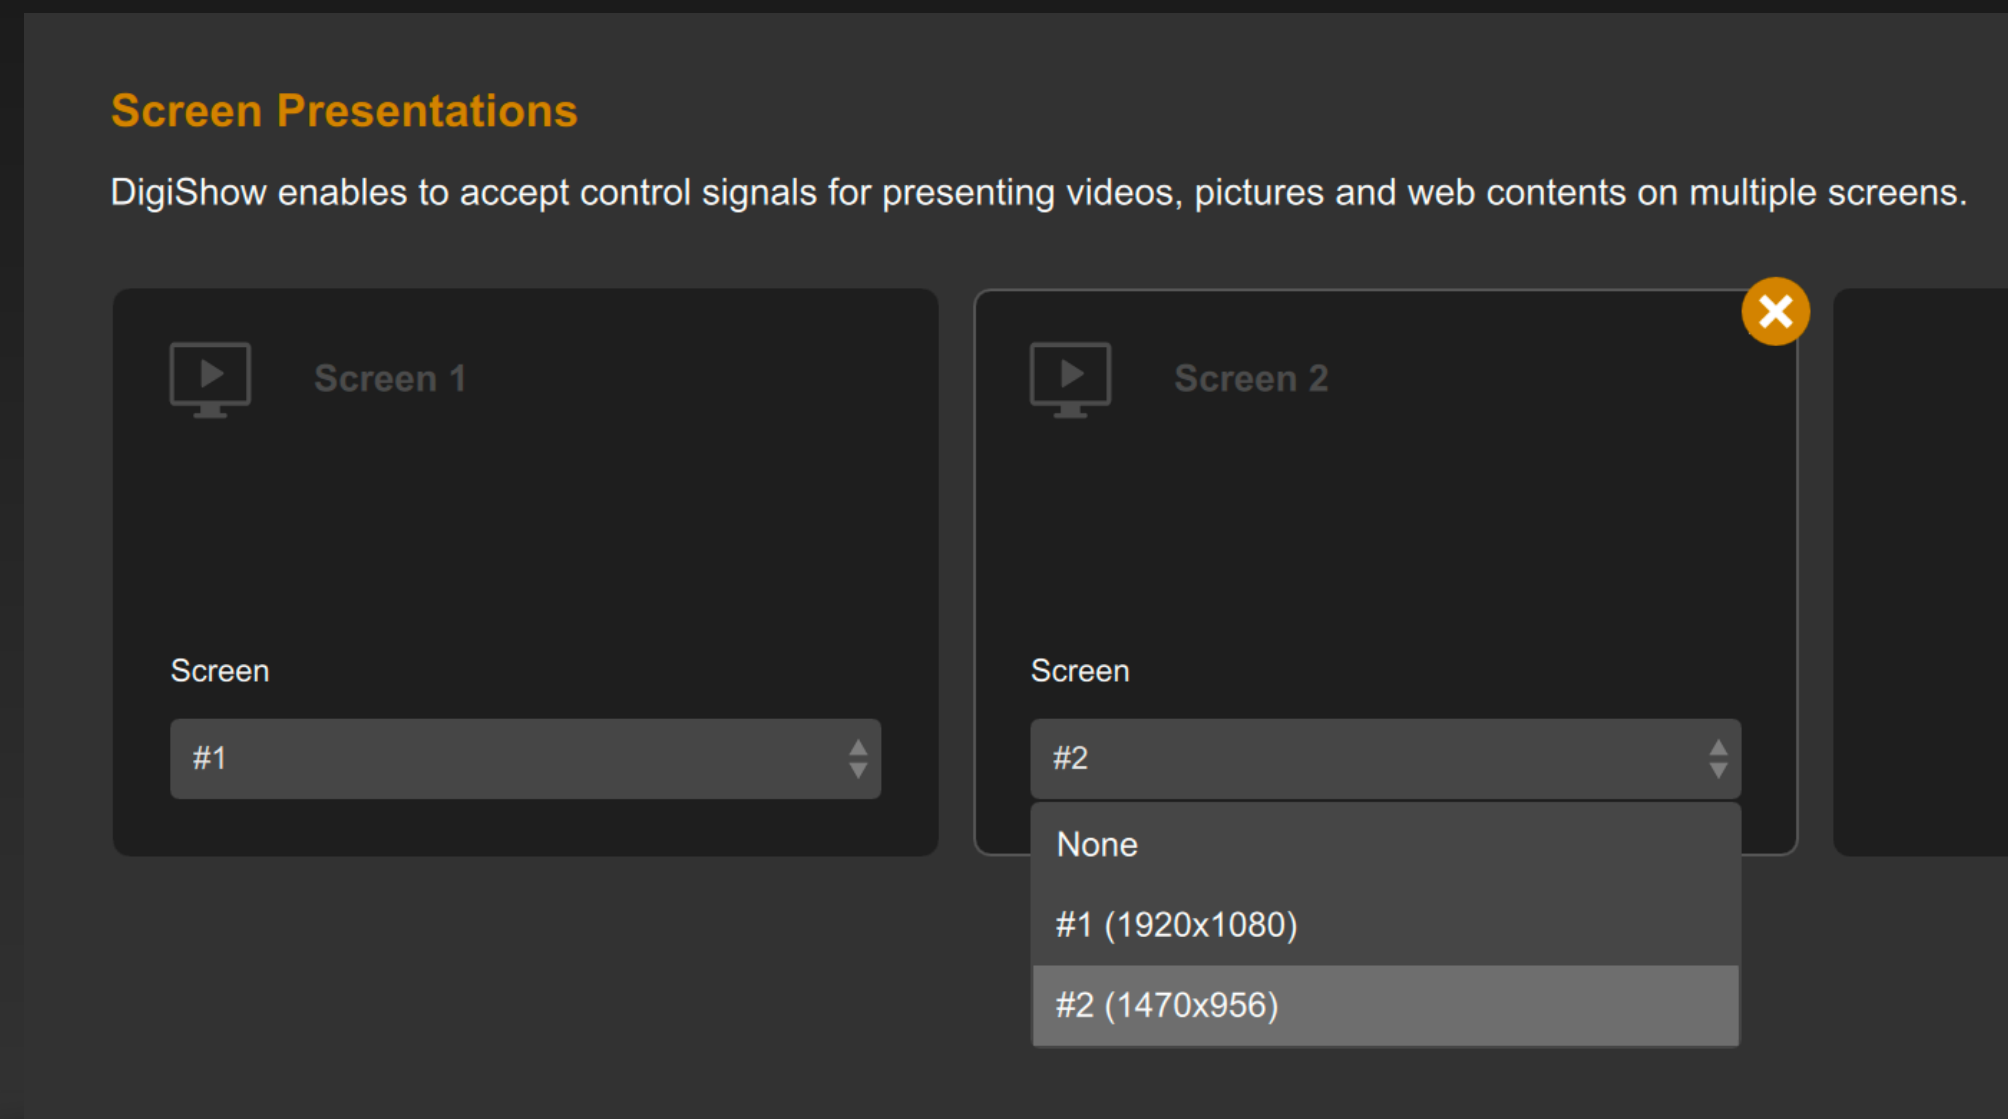 Screen Presentations
DigiShow enables to accept control signals for presenting videos, pictures and web contents on multiple screens.
Screen 1
Screen 2
Screen
Screen
#1
#2
None
#1 (1920x1080)
#2 (1470x956)